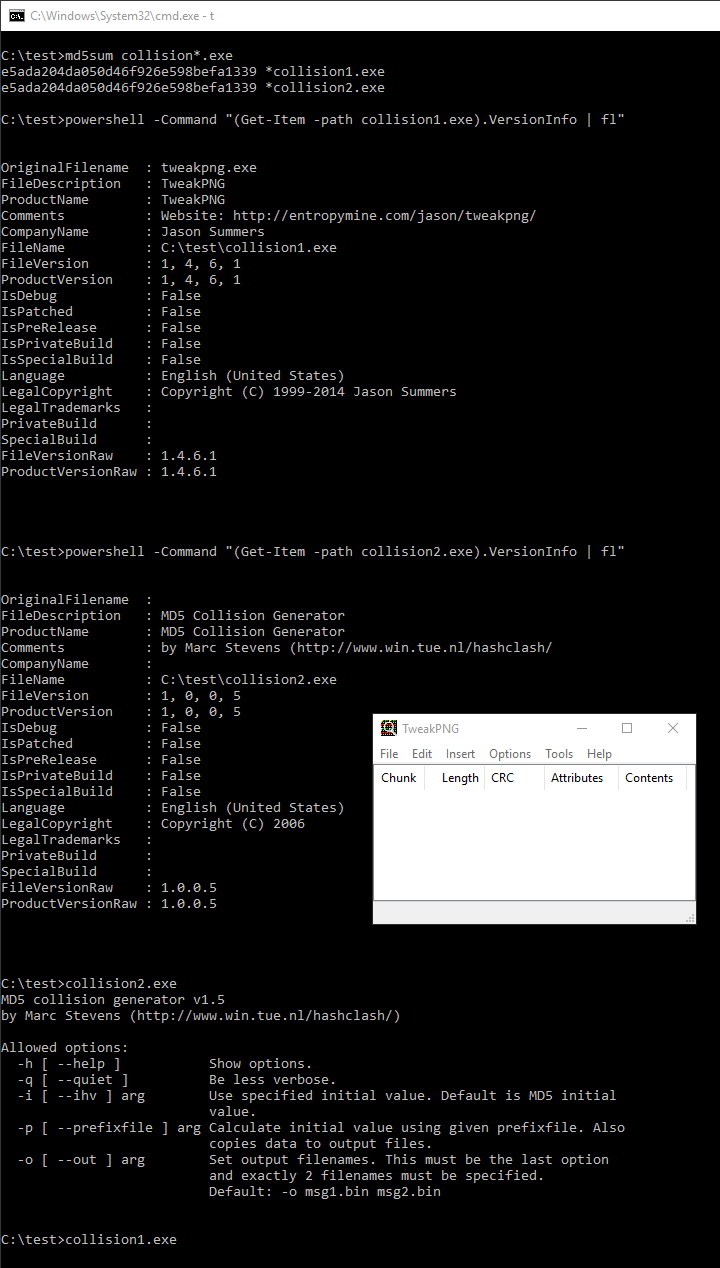 C:\Windows\System32\cmd.exe - t
C:\test>md5sum collision*.exe
e5ada204da050d46f926e598befa1339 *collision1.exe
e5ada204da050d46f926e598befa1339 *collision2.exe
C:\test>powershell -Command "(Get-Item -path collision1.exe).VersionInfo | fl"
OriginalFilename  : tweakpng.exe
FileDescription   : TweakPNG
ProductName       : TweakPNG
Comments          : Website: http://entropymine.com/jason/tweakpng/
CompanyName       : Jason Summers
FileName          : C:\test\collision1.exe
FileVersion       : 1, 4, 6, 1
ProductVersion    : 1, 4, 6, 1
IsDebug           : False
IsPatched         : False
IsPreRelease      : False
IsPrivateBuild    : False
IsSpecialBuild    : False
Language          : English (United States)
LegalCopyright    : Copyright (C) 1999-2014 Jason Summers
LegalTrademarks   :
PrivateBuild      :
SpecialBuild      :
FileVersionRaw    : 1.4.6.1
ProductVersionRaw : 1.4.6.1
C:\test>powershell -Command "(Get-Item -path collision2.exe).VersionInfo | fl"
OriginalFilename  :
FileDescription   : MD5 Collision Generator
ProductName       : MD5 Collision Generator
Comments          : by Marc Stevens (http://www.win.tue.nl/hashclash/
CompanyName       :
FileName          : C:\test\collision2.exe
FileVersion       : 1, 0, 0, 5
ProductVersion    : 1, 0, 0, 5
IsDebug           : False
IsPatched         : False
IsPreRelease      : False
IsPrivateBuild    : False
IsSpecialBuild    : False
Language          : English (United States)
LegalCopyright    : Copyright (C) 2006
LegalTrademarks   :
PrivateBuild      :
SpecialBuild      :
FileVersionRaw    : 1.0.0.5
ProductVersionRaw : 1.0.0.5
TweakPNG
File Edit Insert Options Tools Help
Chunk Length CRC Attributes Contents
C:\test>collision2.exe
MD5 collision generator v1.5
by Marc Stevens (http://www.win.tue.nl/hashclash/)
Allowed options:
  -h [ --help ]           Show options.
  -q [ --quiet ]          Be less verbose.
  -i [ --ihv ] arg        Use specified initial value. Default is MD5 initial
                          value.
  -p [ --prefixfile ] arg Calculate initial value using given prefixfile. Also
                          copies data to output files.
  -o [ --out ] arg        Set output filenames. This must be the last option
                          and exactly 2 filenames must be specified.
                          Default: -o msg1.bin msg2.bin
C:\test>collision1.exe